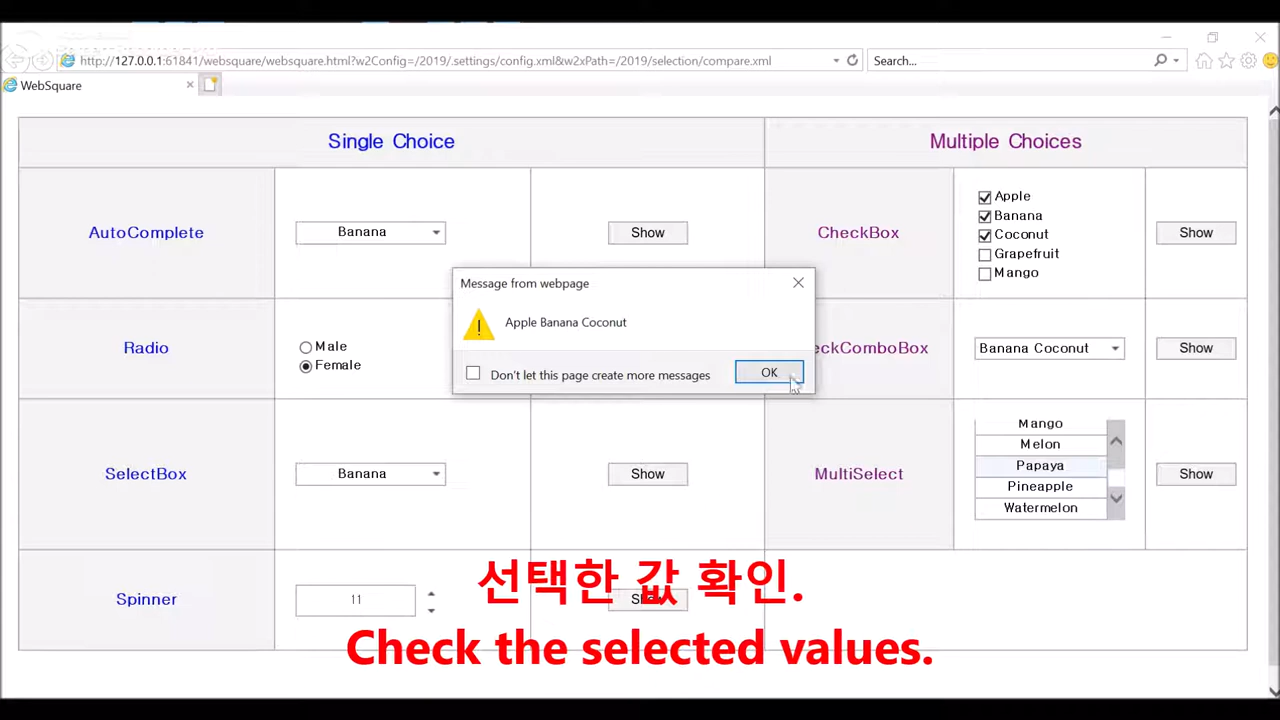 http://127.0.0.1:61841/websquare/websquare.html?w2Config=/2019/.settings/config.xml&w2xPath=/2019/selection/compare.xml
Search...
WebSquare
Single Choice
Multiple Choices
AutoComplete
Banana
Show
CheckBox
Apple
Banana
Coconut
Grapefruit
Mango
Show
Message from webpage
Apple Banana Coconut
Don't let this page create more messages
OK
Radio
Male
Female
eckComboBox
Banana Coconut
Show
SelectBox
Banana
Show
MultiSelect
Mango
Melon
Papaya
Pineapple
Watermelon
Show
Spinner
11
Show
선택한 값 확인.
Check the selected values.